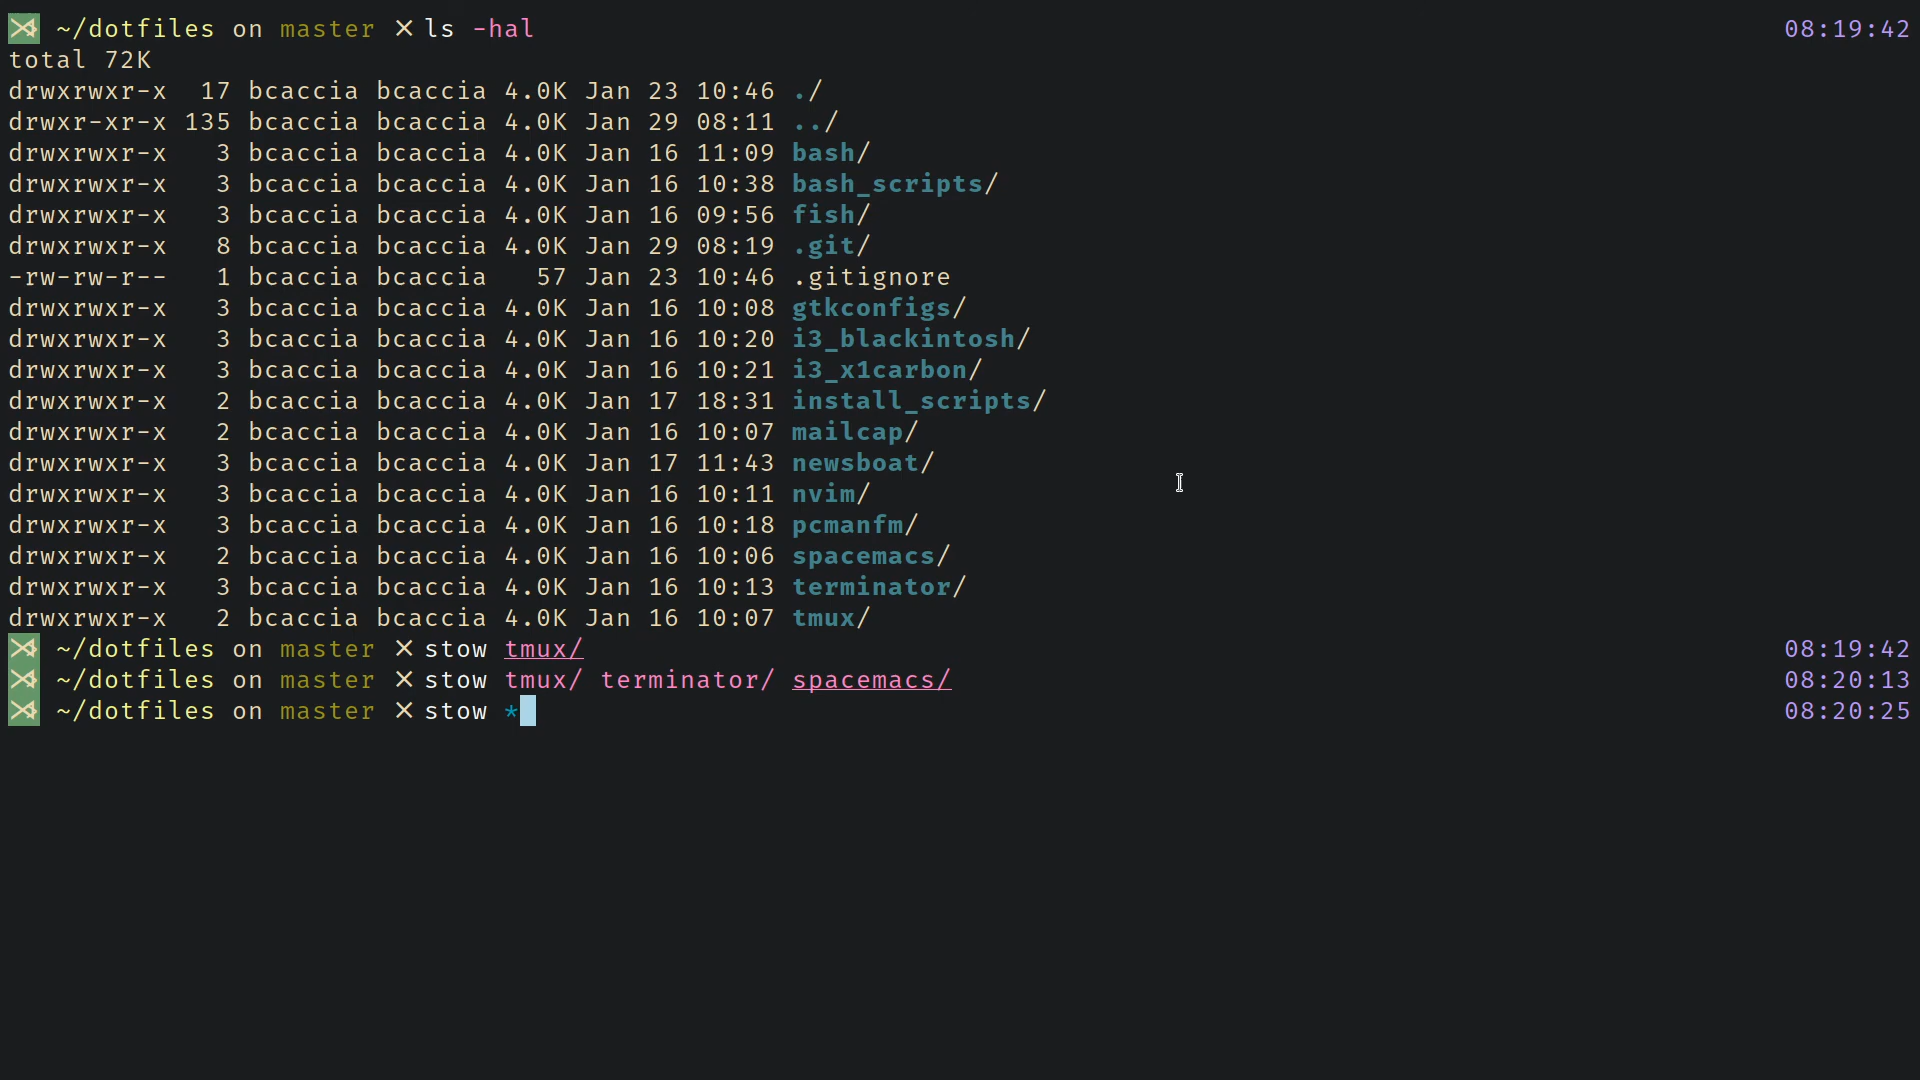 ~/dotfiles on master ✕ ls -hal 08:19:42
total 72K
drwxrwxr-x  17 bcaccia bcaccia 4.0K Jan 23 10:46 ./
drwxr-xr-x 135 bcaccia bcaccia 4.0K Jan 29 08:11 ../
drwxrwxr-x   3 bcaccia bcaccia 4.0K Jan 16 11:09 bash/
drwxrwxr-x   3 bcaccia bcaccia 4.0K Jan 16 10:38 bash_scripts/
drwxrwxr-x   3 bcaccia bcaccia 4.0K Jan 16 09:56 fish/
drwxrwxr-x   8 bcaccia bcaccia 4.0K Jan 29 08:19 .git/
-rw-rw-r--   1 bcaccia bcaccia   57 Jan 23 10:46 .gitignore
drwxrwxr-x   3 bcaccia bcaccia 4.0K Jan 16 10:08 gtkconfigs/
drwxrwxr-x   3 bcaccia bcaccia 4.0K Jan 16 10:20 i3_blackintosh/
drwxrwxr-x   3 bcaccia bcaccia 4.0K Jan 16 10:21 i3_x1carbon/
drwxrwxr-x   2 bcaccia bcaccia 4.0K Jan 17 18:31 install_scripts/
drwxrwxr-x   2 bcaccia bcaccia 4.0K Jan 16 10:07 mailcap/
drwxrwxr-x   3 bcaccia bcaccia 4.0K Jan 17 11:43 newsboat/
drwxrwxr-x   3 bcaccia bcaccia 4.0K Jan 16 10:11 nvim/
drwxrwxr-x   3 bcaccia bcaccia 4.0K Jan 16 10:18 pcmanfm/
drwxrwxr-x   2 bcaccia bcaccia 4.0K Jan 16 10:06 spacemacs/
drwxrwxr-x   3 bcaccia bcaccia 4.0K Jan 16 10:13 terminator/
drwxrwxr-x   2 bcaccia bcaccia 4.0K Jan 16 10:07 tmux/
~/dotfiles on master ✕ stow tmux/ 08:19:42
~/dotfiles on master ✕ stow tmux/ terminator/ spacemacs/ 08:20:13
~/dotfiles on master ✕ stow * 08:20:25